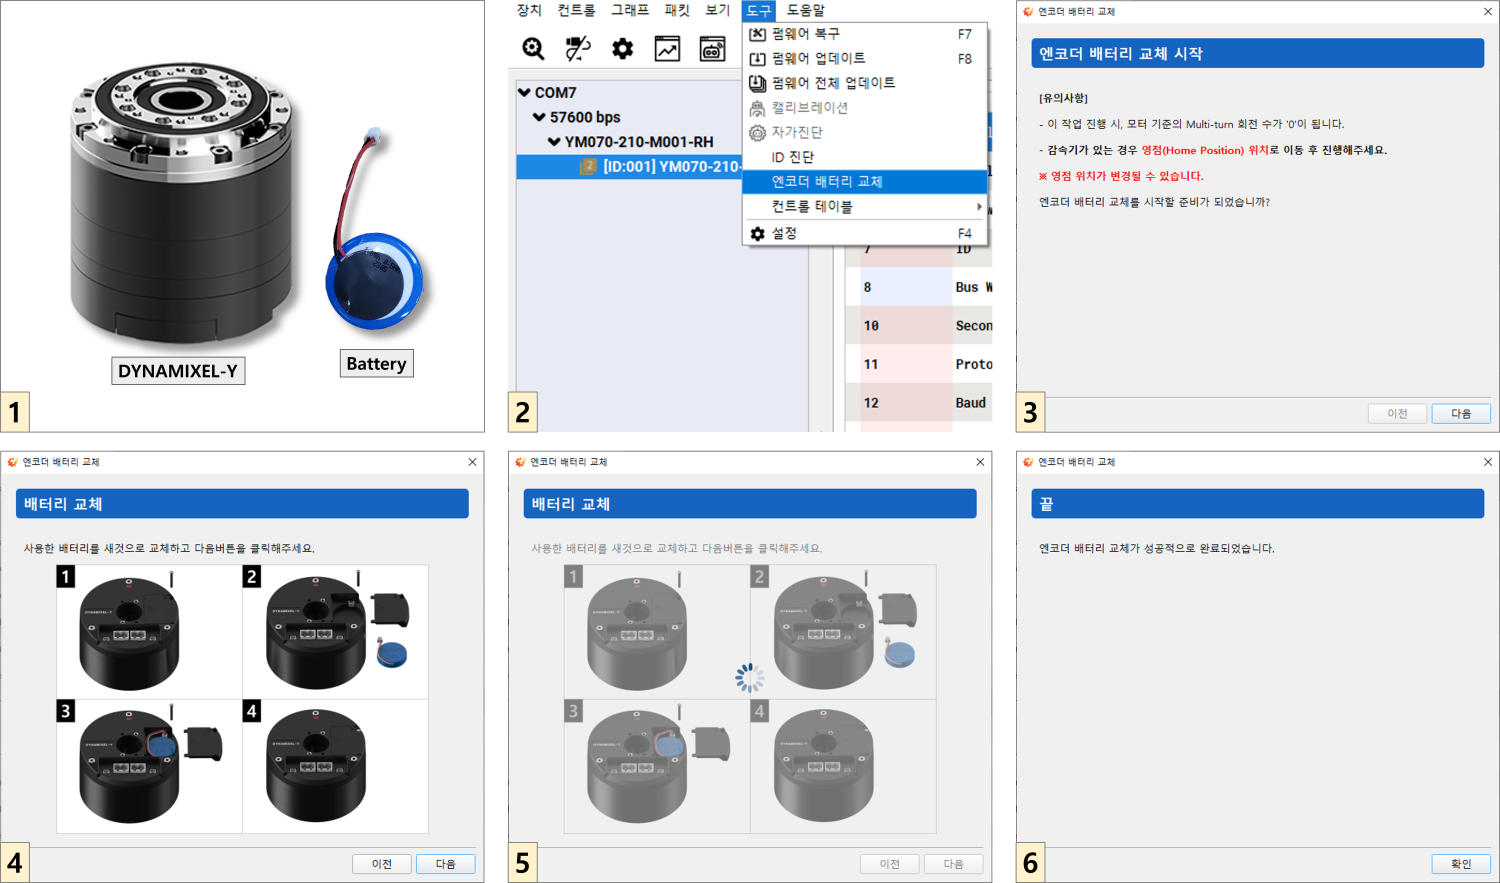 DYNAMIXEL-Y
Battery
1
장치 컨트롤 그래프 패킷 보기 도구 도움말
펌웨어 복구 F7
펌웨어 업데이트 F8
펌웨어 전체 업데이트
캘리브레이션
자가진단
ID 진단
엔코더 배터리 교체
컨트롤 테이블
설정 F4
COM7
57600 bps
YM070-210-M001-RH
2 [ID:001] YM070-210-
7 ID
8 Bus W
10 Secon
11 Proto
12 Baud
2
엔코더 배터리 교체
엔코더 배터리 교체 시작
[유의사항]
- 이 작업 진행 시, 모터 기준의 Multi-turn 회전 수가 '0'이 됩니다.
- 감속기가 있는 경우 영점(Home Position) 위치로 이동 후 진행해주세요.
※ 영점 위치가 변경될 수 있습니다.
엔코더 배터리 교체를 시작할 준비가 되었습니까?
이전 다음
3
엔코더 배터리 교체
배터리 교체
사용한 배터리를 새것으로 교체하고 다음버튼을 클릭해주세요.
1
DYNAMIXEL-Y
2
DYNAMIXEL-Y
3
DYNAMIXEL-Y
4
DYNAMIXEL-Y
이전 다음
4
엔코더 배터리 교체
배터리 교체
사용한 배터리를 새것으로 교체하고 다음버튼을 클릭해주세요.
1
DYNAMIXEL-Y
2
DYNAMIXEL-Y
3
DYNAMIXEL-Y
4
DYNAMIXEL-Y
이전 다음
5
엔코더 배터리 교체
끝
엔코더 배터리 교체가 성공적으로 완료되었습니다.
확인
6